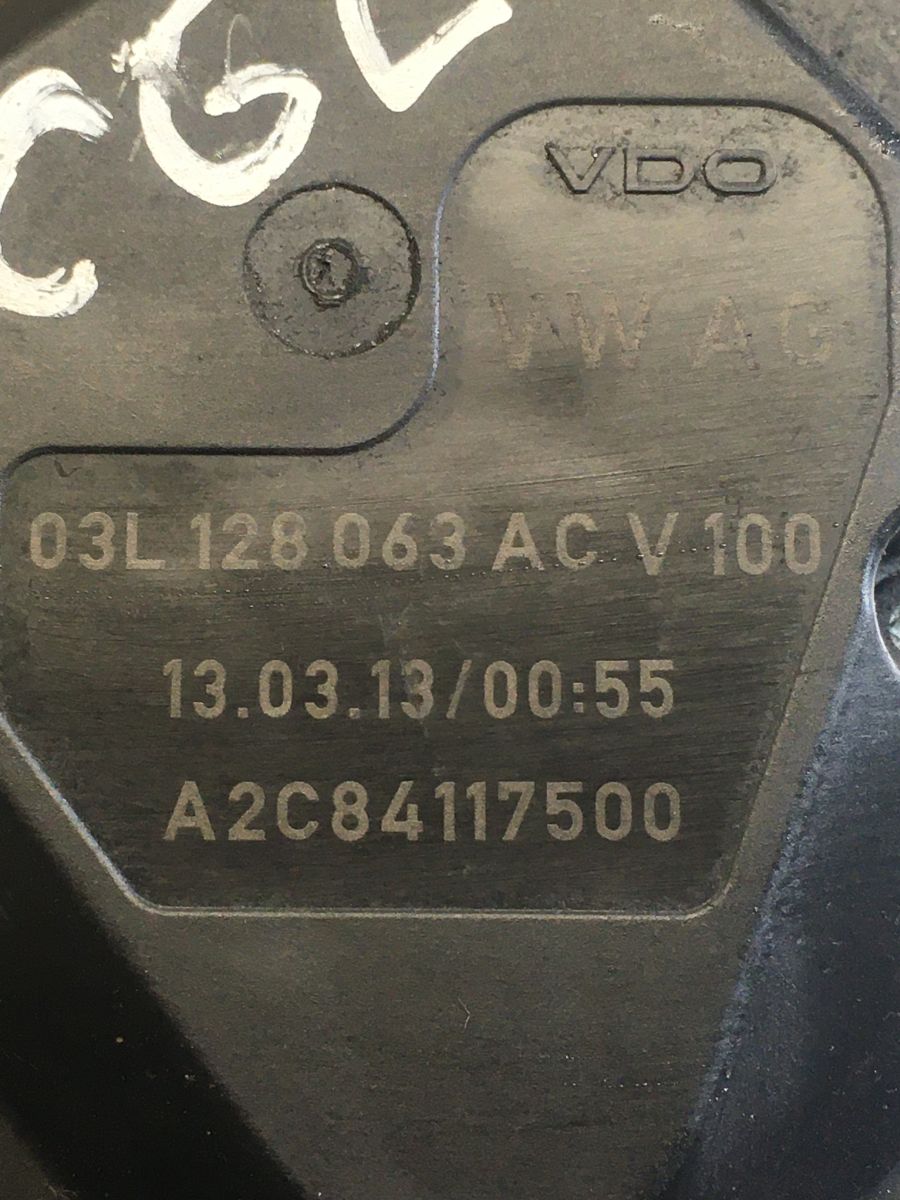 CGL
VDO
VW AG
03L 128 063 AC V 100
13.03.13/00:55
A2C84117500